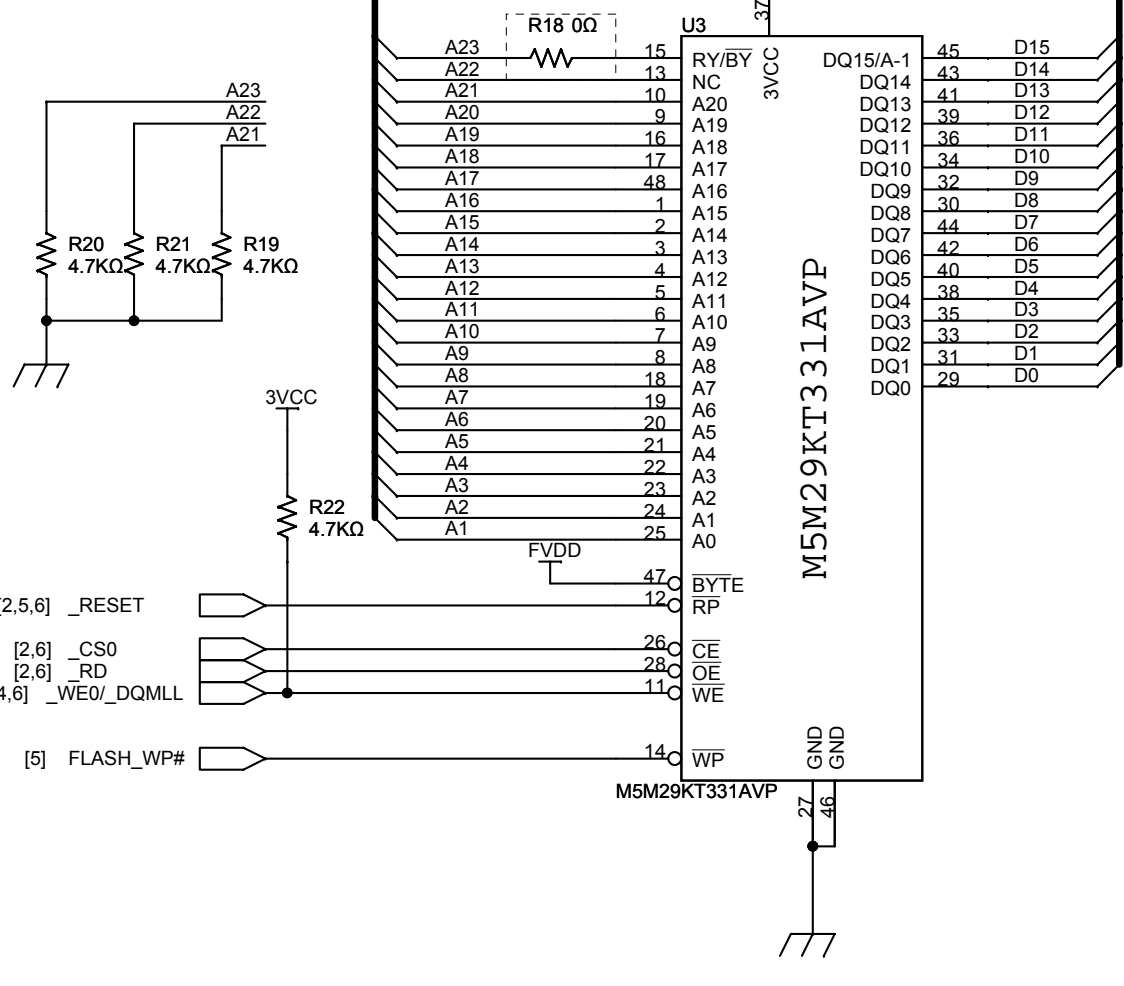 37
U3
R18 0Ω
A23 15 RY/BY 3VCC DQ15/A-1 45 D15
A22 13 NC DQ14 43 D14
A21 10 A20 DQ13 41 D13
A20 9 A19 DQ12 39 D12
A19 16 A18 DQ11 36 D11
A18 17 A17 DQ10 34 D10
A17 48 A16 DQ9 32 D9
A16 1 A15 DQ8 30 D8
A15 2 A14 DQ7 44 D7
A14 3 A13 DQ6 42 D6
A13 4 A12 DQ5 40 D5
A12 5 A11 DQ4 38 D4
A11 6 A10 DQ3 35 D3
A10 7 A9 DQ2 33 D2
A9 8 A8 DQ1 31 D1
A8 18 A7 DQ0 29 D0
A7 19 A6
A6 20 A5
A5 21 A4
A4 22 A3
A3 23 A2
A2 24 A1
A1 25 A0
M5M29KT331AVP
A23
A22
A21
R20
4.7KΩ
R21
4.7KΩ
R19
4.7KΩ
3VCC
R22
4.7KΩ
FVDD
47 BYTE
[2,5,6] _RESET 12 RP
[2,6] _CS0 26 CE
[2,6] _RD 28 OE
4,6] _WE0/_DQMLL 11 WE
[5] FLASH_WP# 14 WP
GND
GND
M5M29KT331AVP
27
46